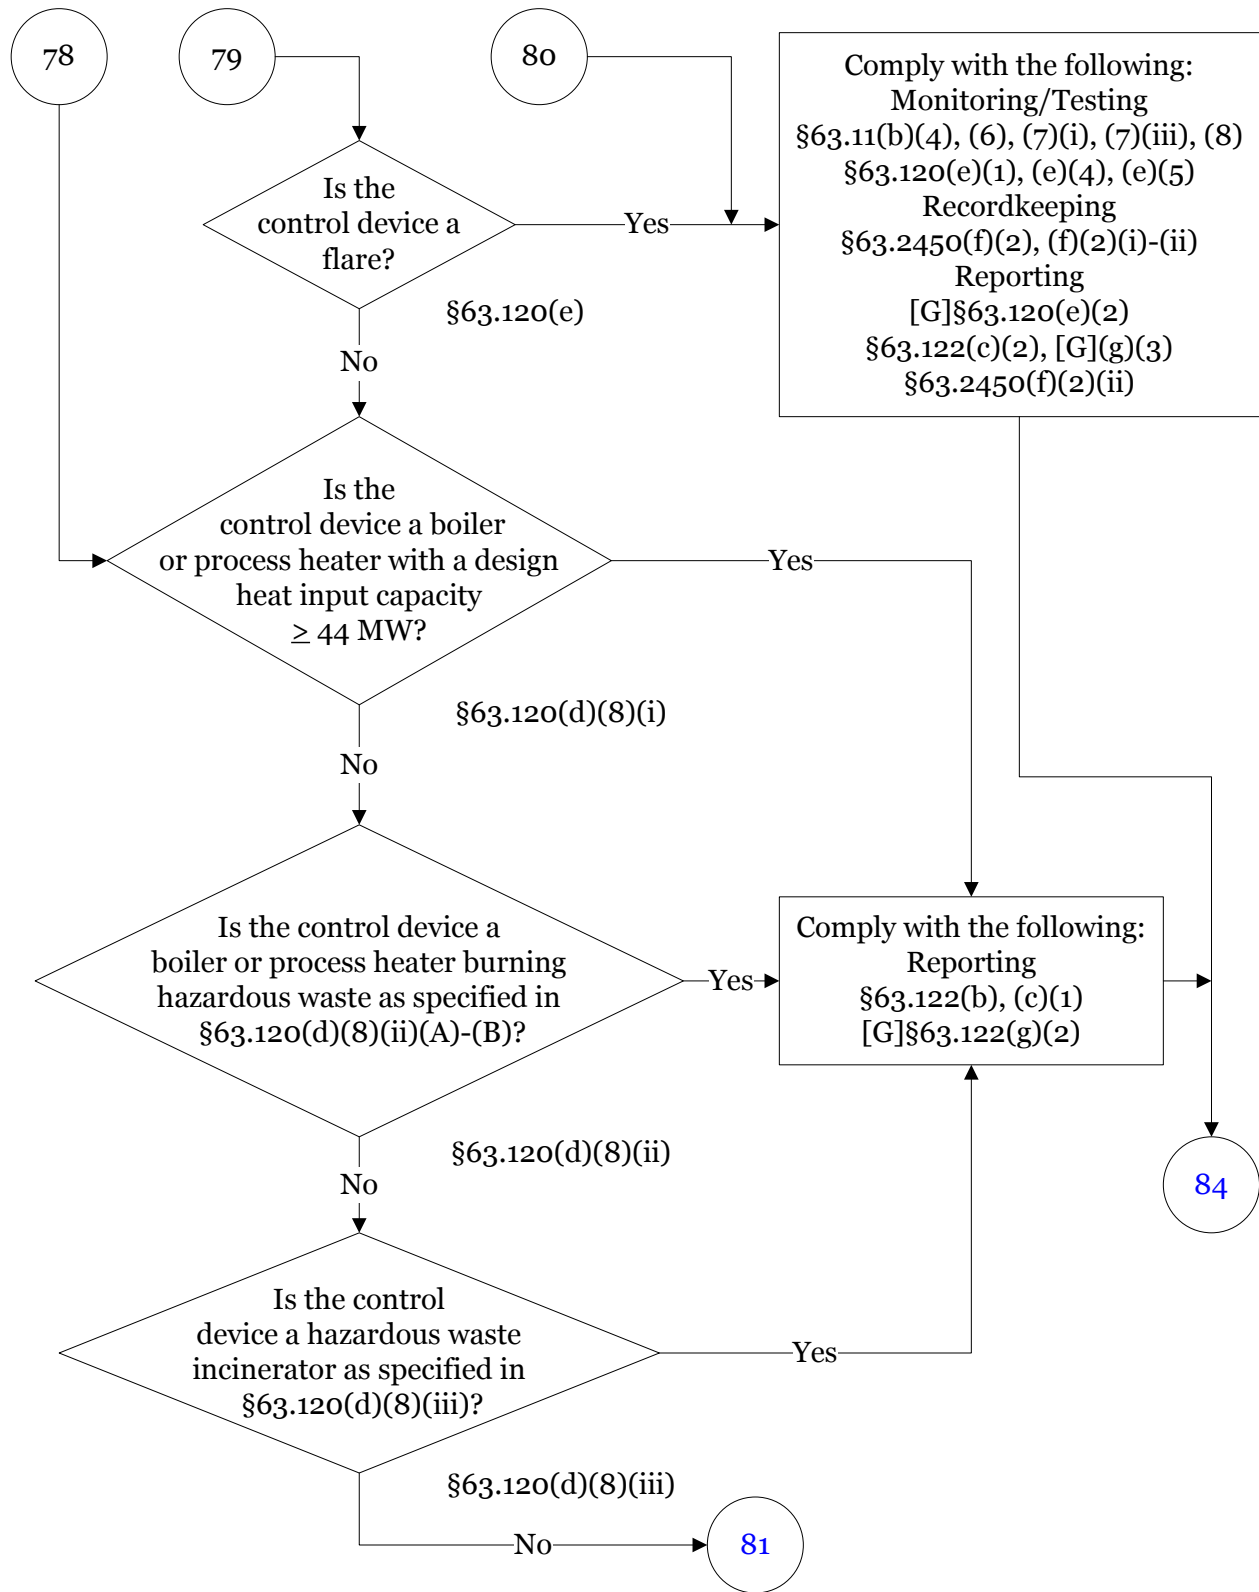 78
79
80
Comply with the following:
Monitoring/Testing
§63.11(b)(4), (6), (7)(i), (7)(iii), (8)
§63.120(e)(1), (e)(4), (e)(5)
Recordkeeping
§63.2450(f)(2), (f)(2)(i)-(ii)
Reporting
[G]§63.120(e)(2)
§63.122(c)(2), [G](g)(3)
§63.2450(f)(2)(ii)
Is the
control device a
flare?
Yes
§63.120(e)
No
Is the
control device a boiler
or process heater with a design
heat input capacity
≥ 44 MW?
Yes
§63.120(d)(8)(i)
No
Is the control device a
boiler or process heater burning
hazardous waste as specified in
§63.120(d)(8)(ii)(A)-(B)?
Yes
Comply with the following:
Reporting
§63.122(b), (c)(1)
[G]§63.122(g)(2)
§63.120(d)(8)(ii)
No
84
Is the control
device a hazardous waste
incinerator as specified in
§63.120(d)(8)(iii)?
Yes
§63.120(d)(8)(iii)
No
81